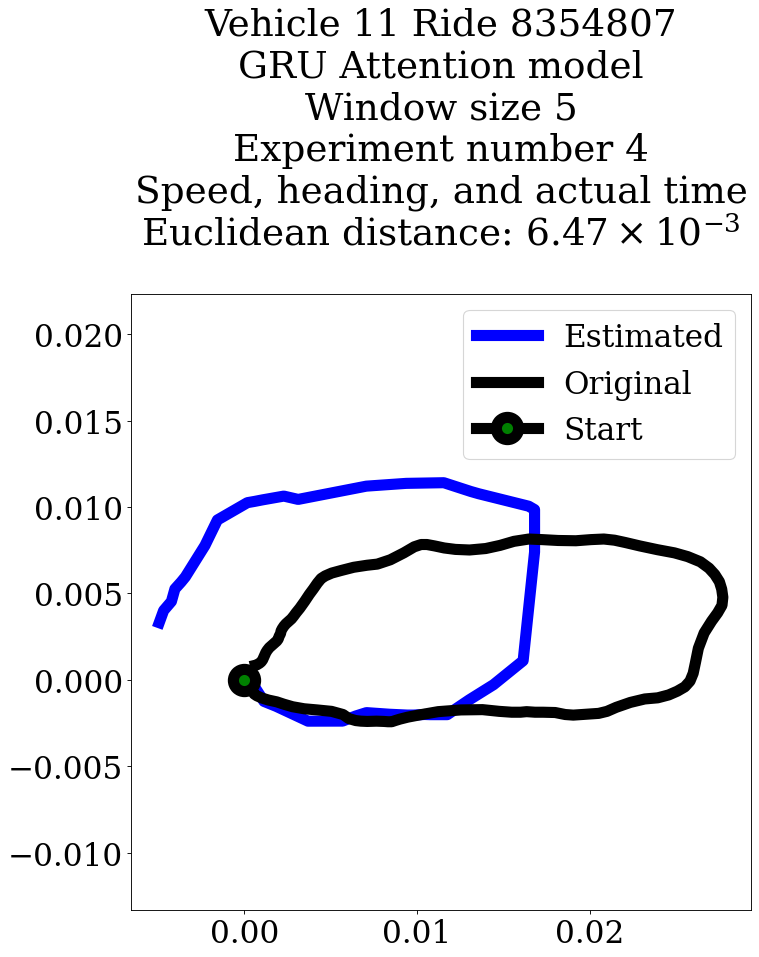 Vehicle 11 Ride 8354807
GRU Attention model
Window size 5
Experiment number 4
Speed, heading, and actual time
Euclidean distance: 6.47 × 10⁻³
Estimated
Original
Start
0.020
0.015
0.010
0.005
0.000
−0.005
−0.010
0.00 0.01 0.02